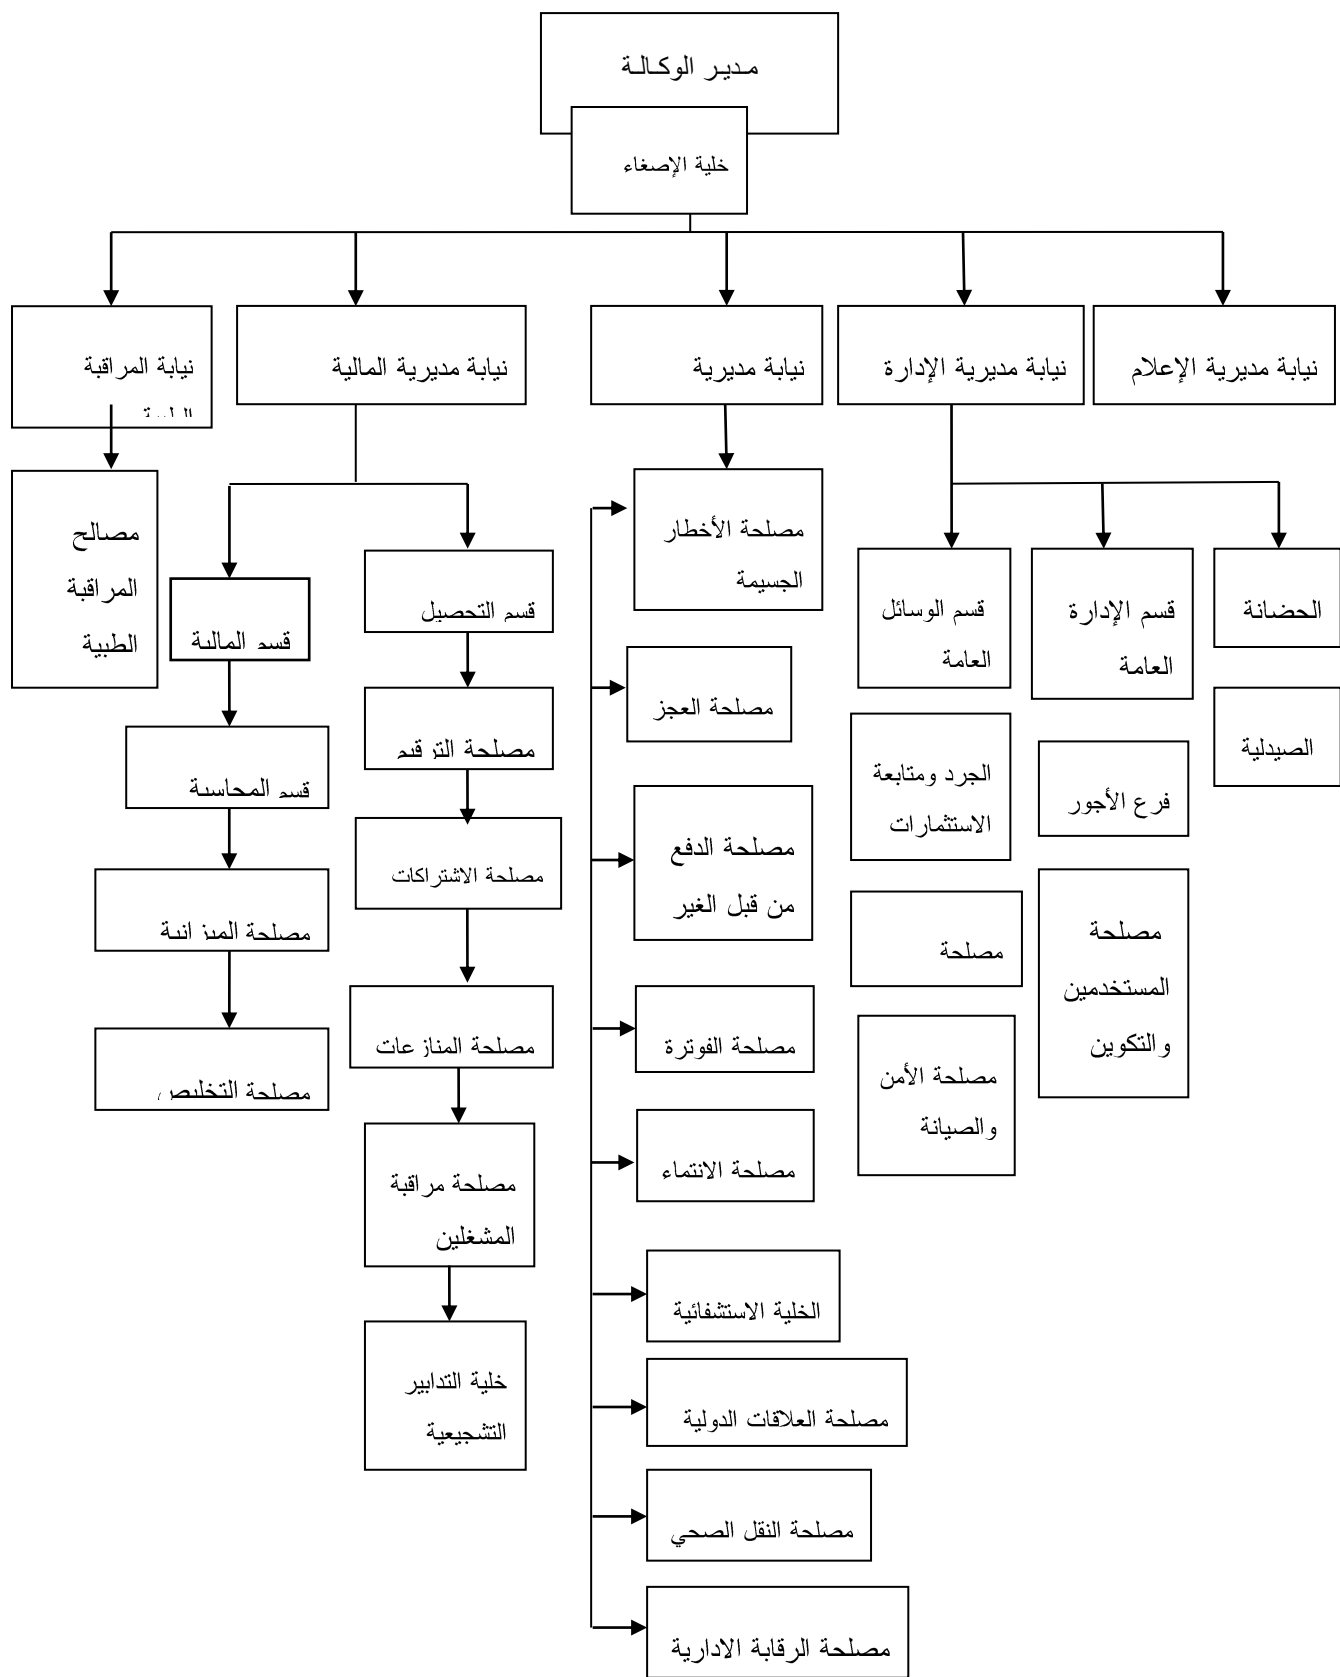 مدير الوكالة
خلية الإصغاء
نيابة مديرية الإعلام
نيابة مديرية الإدارة
نيابة مديرية
نيابة مديرية المالية
نيابة المراقبة
الحضانة
الصيدلية
قسم الإدارة
العامة
فرع الأجور
مصلحة
المستخدمين
والتكوين
قسم الوسائل
العامة
الجرد ومتابعة
الاستثمارات
مصلحة
مصلحة الأمن
والصيانة
مصلحة الأخطار
الجسيمة
مصلحة العجز
مصلحة الدفع
من قبل الغير
مصلحة الفوترة
مصلحة الانتماء
الخلية الاستشفائية
مصلحة العلاقات الدولية
مصلحة النقل الصحي
مصلحة الرقابة الادارية
قسم التحصيل
مصلحة الترقيم
مصلحة الاشتراكات
مصلحة المنازعات
مصلحة مراقبة
المشغلين
خلية التدابير
التشجيعية
قسم المالية
قسم المحاسبة
مصلحة الميزانية
مصلحة التخليص
مصالح
المراقبة
الطبية